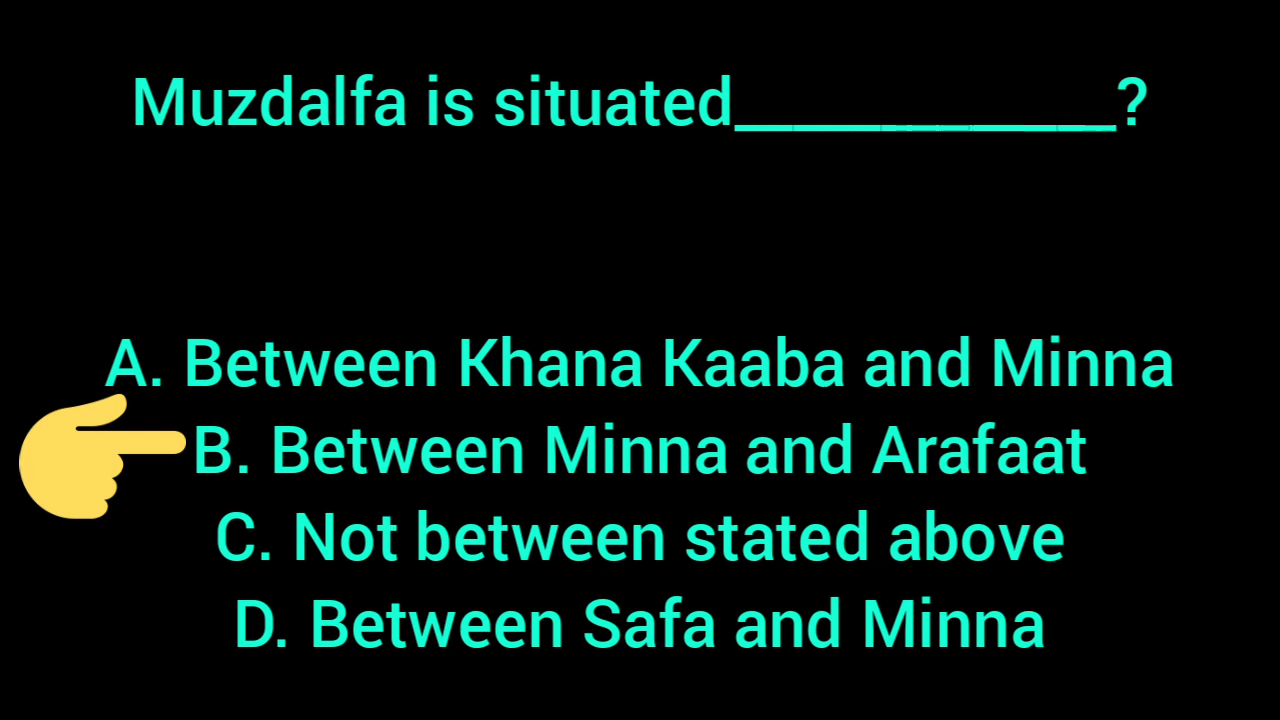 Muzdalfa is situated_____________?
A. Between Khana Kaaba and Minna
B. Between Minna and Arafaat
C. Not between stated above
D. Between Safa and Minna